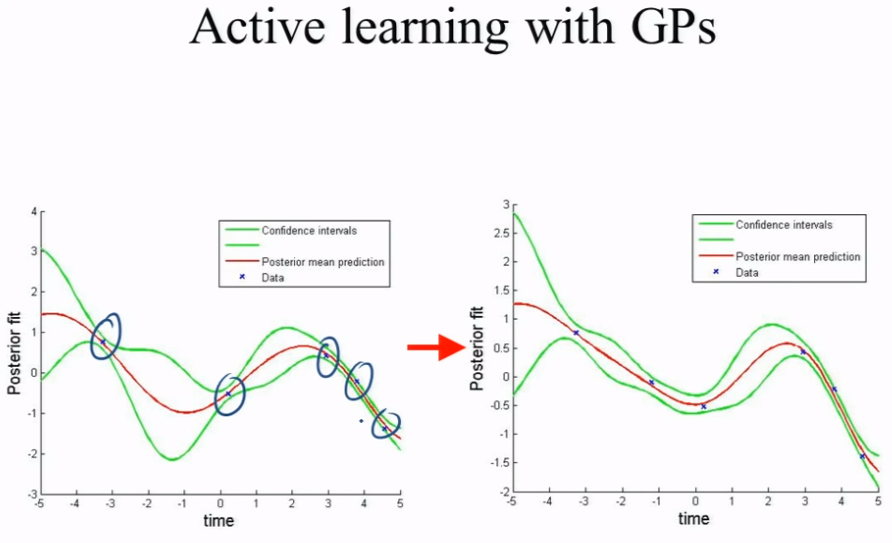 Active learning with GPs
4
3
2
1
0
-1
-2
-3
Posterior fit
-5 -4 -3 -2 -1 0 1 2 3 4 5
time
Confidence intervals
Posterior mean prediction
Data
3
2.5
2
1.5
1
0.5
0
-0.5
-1
-1.5
-2
Posterior fit
-5 -4 -3 -2 -1 0 1 2 3 4 5
time
Confidence intervals
Posterior mean prediction
Data